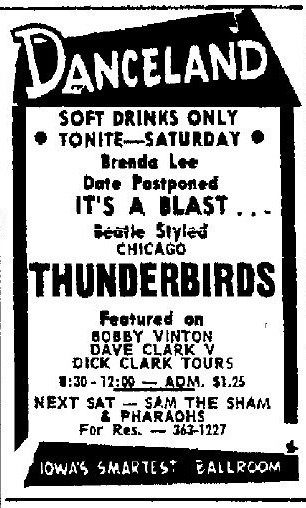 DANCELAND
SOFT DRINKS ONLY
• TONITE—SATURDAY •
Brenda Lee
Date Postponed
IT'S A BLAST . . .
Beatle Styled
CHICAGO
THUNDERBIRDS
Featured on
BOBBY VINTON
DAVE CLARK V
DICK CLARK TOURS
8:30 - 12:00 — ADM. $1.25
NEXT SAT — SAM THE SHAM
& PHARAOHS
For Res. — 363-1227
IOWA'S SMARTEST BALLROOM